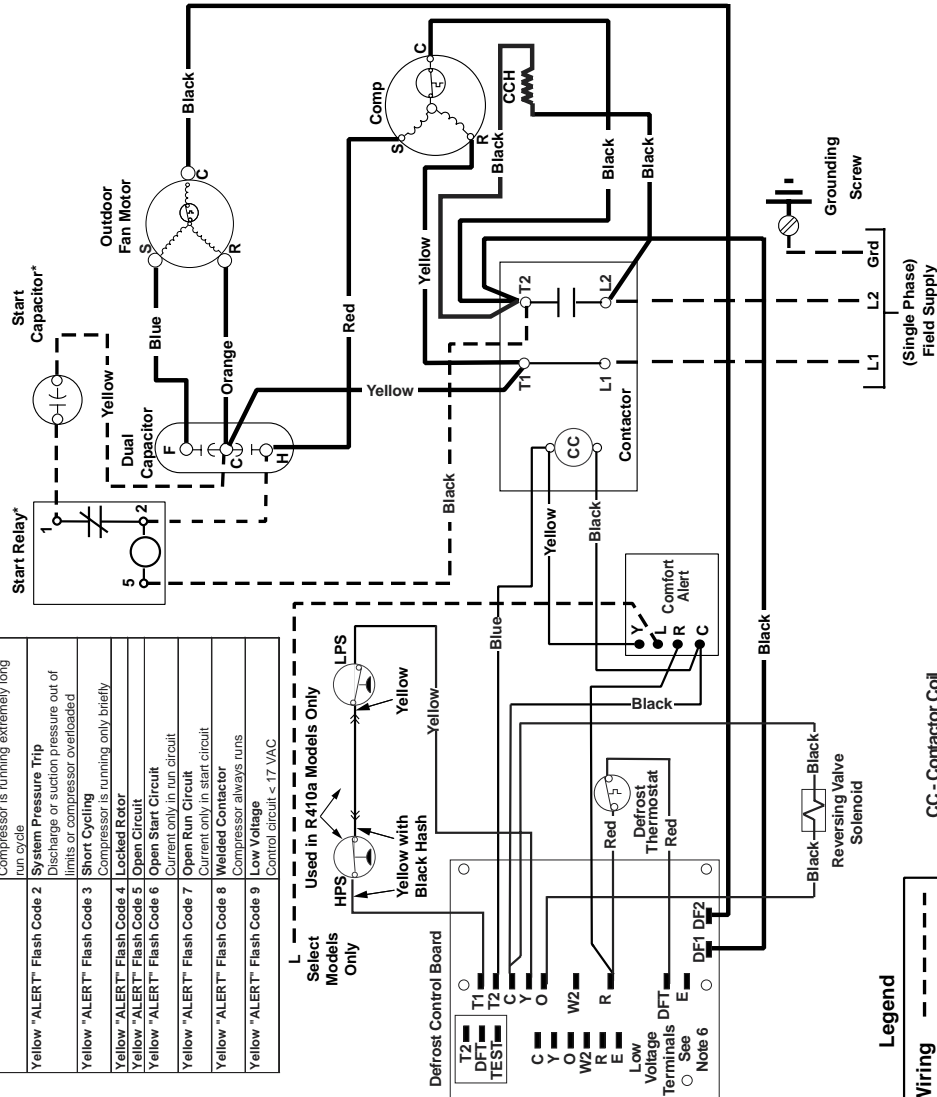 Compressor is running extremely long
run cycle
Yellow "ALERT" Flash Code 2
System Pressure Trip
Discharge or suction pressure out of
limits or compressor overloaded
Yellow "ALERT" Flash Code 3
Short Cycling
Compressor is running only briefly
Yellow "ALERT" Flash Code 4
Locked Rotor
Yellow "ALERT" Flash Code 5
Open Circuit
Yellow "ALERT" Flash Code 6
Open Start Circuit
Current only in run circuit
Yellow "ALERT" Flash Code 7
Open Run Circuit
Current only in start circuit
Yellow "ALERT" Flash Code 8
Welded Contactor
Compressor always runs
Yellow "ALERT" Flash Code 9
Low Voltage
Control circuit < 17 VAC
Start Relay*
1
2
5
Start
Capacitor*
Yellow
Dual
Capacitor
F
C
H
Blue
Orange
Outdoor
Fan Motor
S
R
C
Black
Red
Yellow
Comp
S
R
C
Yellow
CCH
Black
Black
Black
Black
T2
L2
T1
L1
CC
Contactor
Grounding
Screw
L1
L2
Grd
(Single Phase)
Field Supply
Yellow
Black
Blue
Comfort
Alert
Y
L
R
C
Black
Black
L
Select
Models
Only
Used in R410a Models Only
HPS
LPS
Yellow
Yellow
Yellow with
Black Hash
Defrost Control Board
T2
DFT
TEST
T1
T2
C
Y
O
W2
R
DFT
E
C
Y
O
W2
R
E
Low
Voltage
Terminals
See
Note 6
DF1
DF2
Red
Defrost
Thermostat
Red
Black
Black
Reversing Valve
Solenoid
Legend
Wiring
CC - Contactor Coil